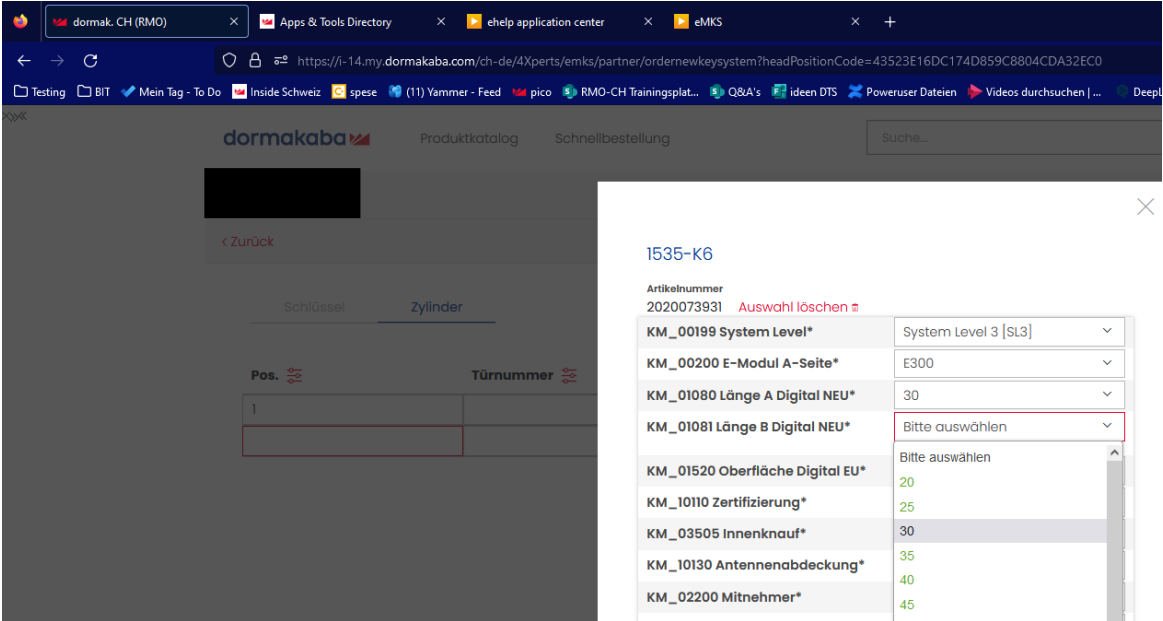 dormak. CH (RMO)
Apps & Tools Directory
ehelp application center
eMKS
https://i-14.my.dormakaba.com/ch-de/4Xperts/emks/partner/ordernewkeysystem?headPositionCode=43523E16DC174D859C8804CDA32EC0
Testing
BIT
Mein Tag - To Do
Inside Schweiz
spese
(11) Yammer - Feed
pico
RMO-CH Trainingsplat...
Q&A's
ideen DTS
Poweruser Dateien
Videos durchsuchen | ...
DeepL
dormakaba
Produktkatalog
Schnellbestellung
Suche...
< Zurück
Schlüssel
Zylinder
Pos.
Türnummer
1
1535-K6
Artikelnummer
2020073931 Auswahl löschen
KM_00199 System Level* System Level 3 [SL3]
KM_00200 E-Modul A-Seite* E300
KM_01080 Länge A Digital NEU* 30
KM_01081 Länge B Digital NEU* Bitte auswählen
KM_01520 Oberfläche Digital EU*
KM_10110 Zertifizierung*
KM_03505 Innenknauf*
KM_10130 Antennenabdeckung*
KM_02200 Mitnehmer*
Bitte auswählen
20
25
30
35
40
45